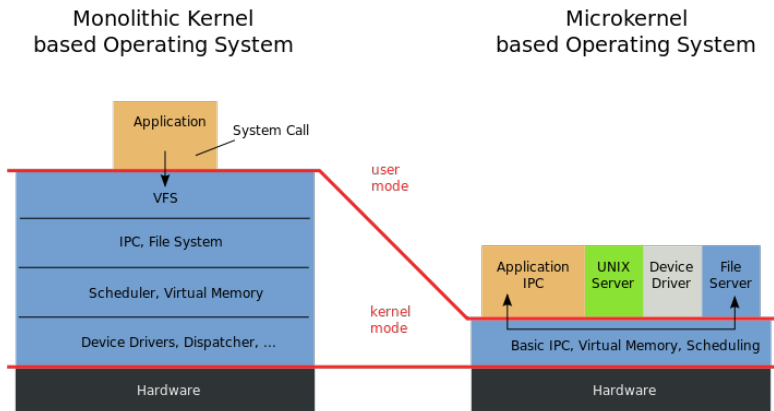 Monolithic Kernel
based Operating System
Microkernel
based Operating System
Application
System Call
user
mode
VFS
IPC, File System
Scheduler, Virtual Memory
kernel
mode
Device Drivers, Dispatcher, ...
Hardware
Application
IPC
UNIX
Server
Device
Driver
File
Server
Basic IPC, Virtual Memory, Scheduling
Hardware